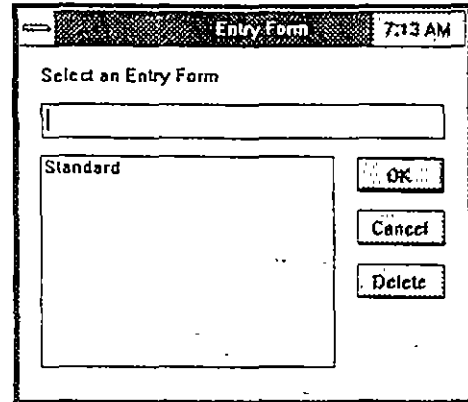 Entry Form 7:13 AM
Select an Entry Form
Standard
OK
Cancel
Delete